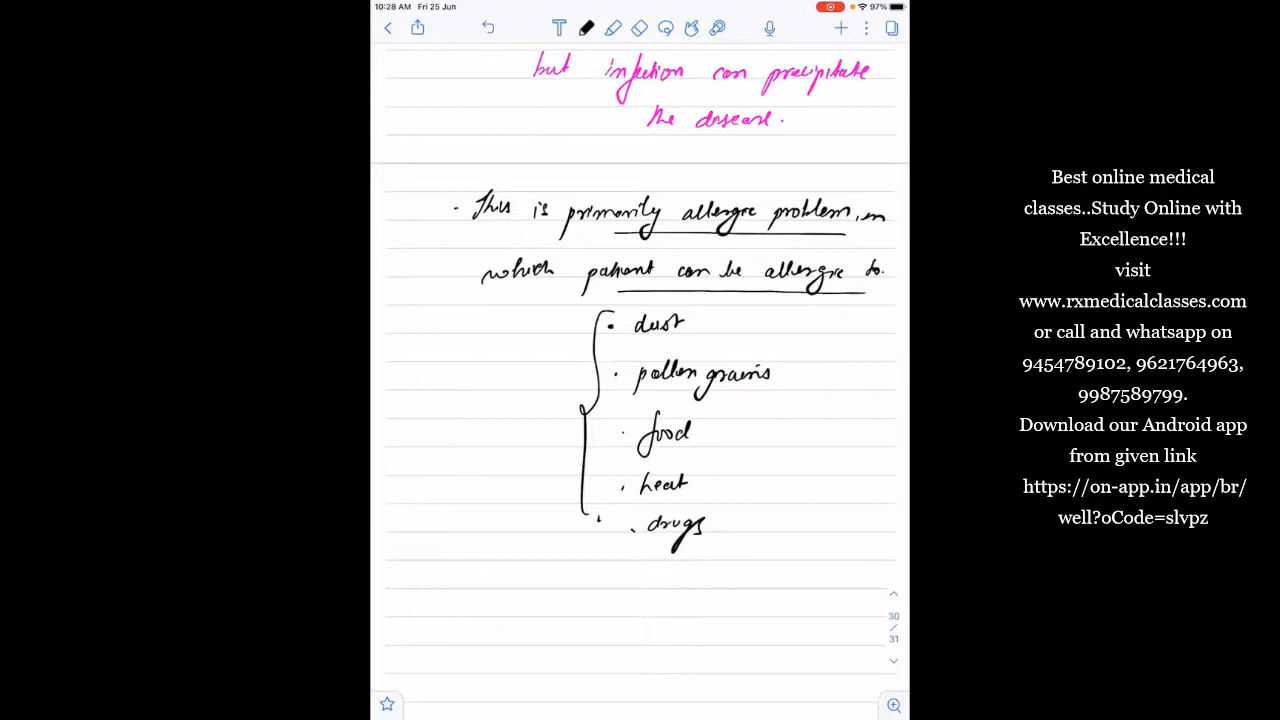 10:28 AM Fri 25 Jun
97%
but infection can precipitate
the disease.
. This is primarily allergic problem, in
which patient can be allergic to.
. dust
. pollen grains
. food
. heat
. drugs
30
/
31
Best online medical
classes..Study Online with
Excellence!!!
visit
www.rxmedicalclasses.com
or call and whatsapp on
9454789102, 9621764963,
9987589799.
Download our Android app
from given link
https://on-app.in/app/br/
well?oCode=slvpz